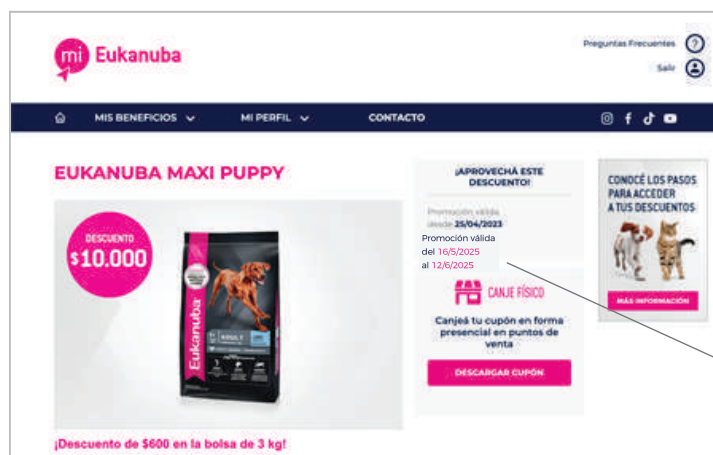 mi Eukanuba
Preguntas Frecuentes ?
Salir
MIS BENEFICIOS
MI PERFIL
CONTACTO
EUKANUBA MAXI PUPPY
DESCUENTO
$10.000
Eukanuba
ADULT
¡APROVECHÁ ESTE
DESCUENTO!
Promoción válida
desde 25/04/2023
Promoción válida
del 16/5/2025
al 12/6/2025
CANJE FÍSICO
Canjeá tu cupón en forma
presencial en puntos de
venta
DESCARGAR CUPÓN
CONOCÉ LOS PASOS
PARA ACCEDER
A TUS DESCUENTOS
MÁS INFORMACIÓN
¡Descuento de $600 en la bolsa de 3 kg!